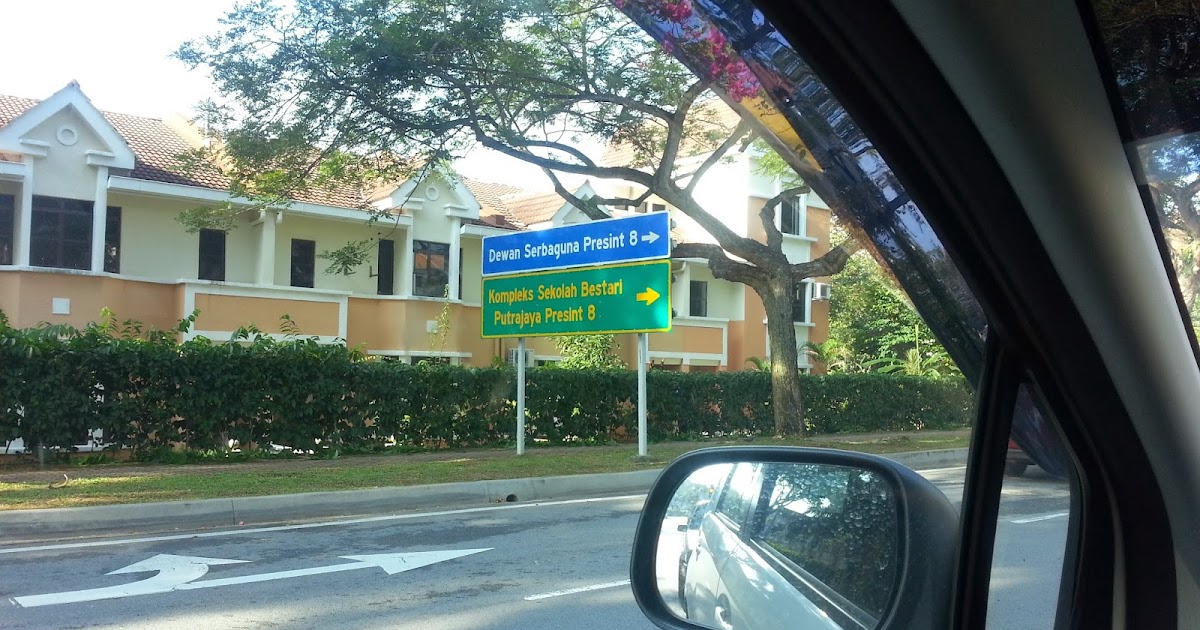 Dewan Serbaguna Presint 8
Kompleks Sekolah Bestari
Putrajaya Presint 8